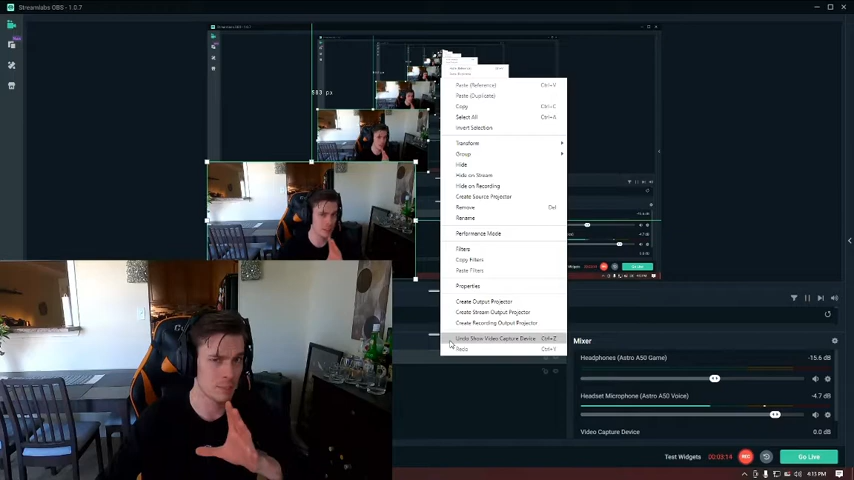 Streamlabs OBS - 1.0.7
583 px
Paste (Reference) Ctrl+V
Paste (Duplicate)
Copy Ctrl+C
Select All Ctrl+A
Invert Selection
Transform
Group
Hide
Hide on Stream
Hide on Recording
Create Source Projector
Remove Del
Rename
Performance Mode
Filters
Copy Filters
Paste Filters
Properties
Create Output Projector
Create Stream Output Projector
Create Recording Output Projector
Undo Show Video Capture Device Ctrl+Z
Redo Ctrl+Y
Mixer
Headphones (Astro A50 Game) -15.6 dB
Headset Microphone (Astro A50 Voice) -4.7 dB
Video Capture Device 0.0 dB
Test Widgets 00:03:14 REC Go Live
4:15 PM